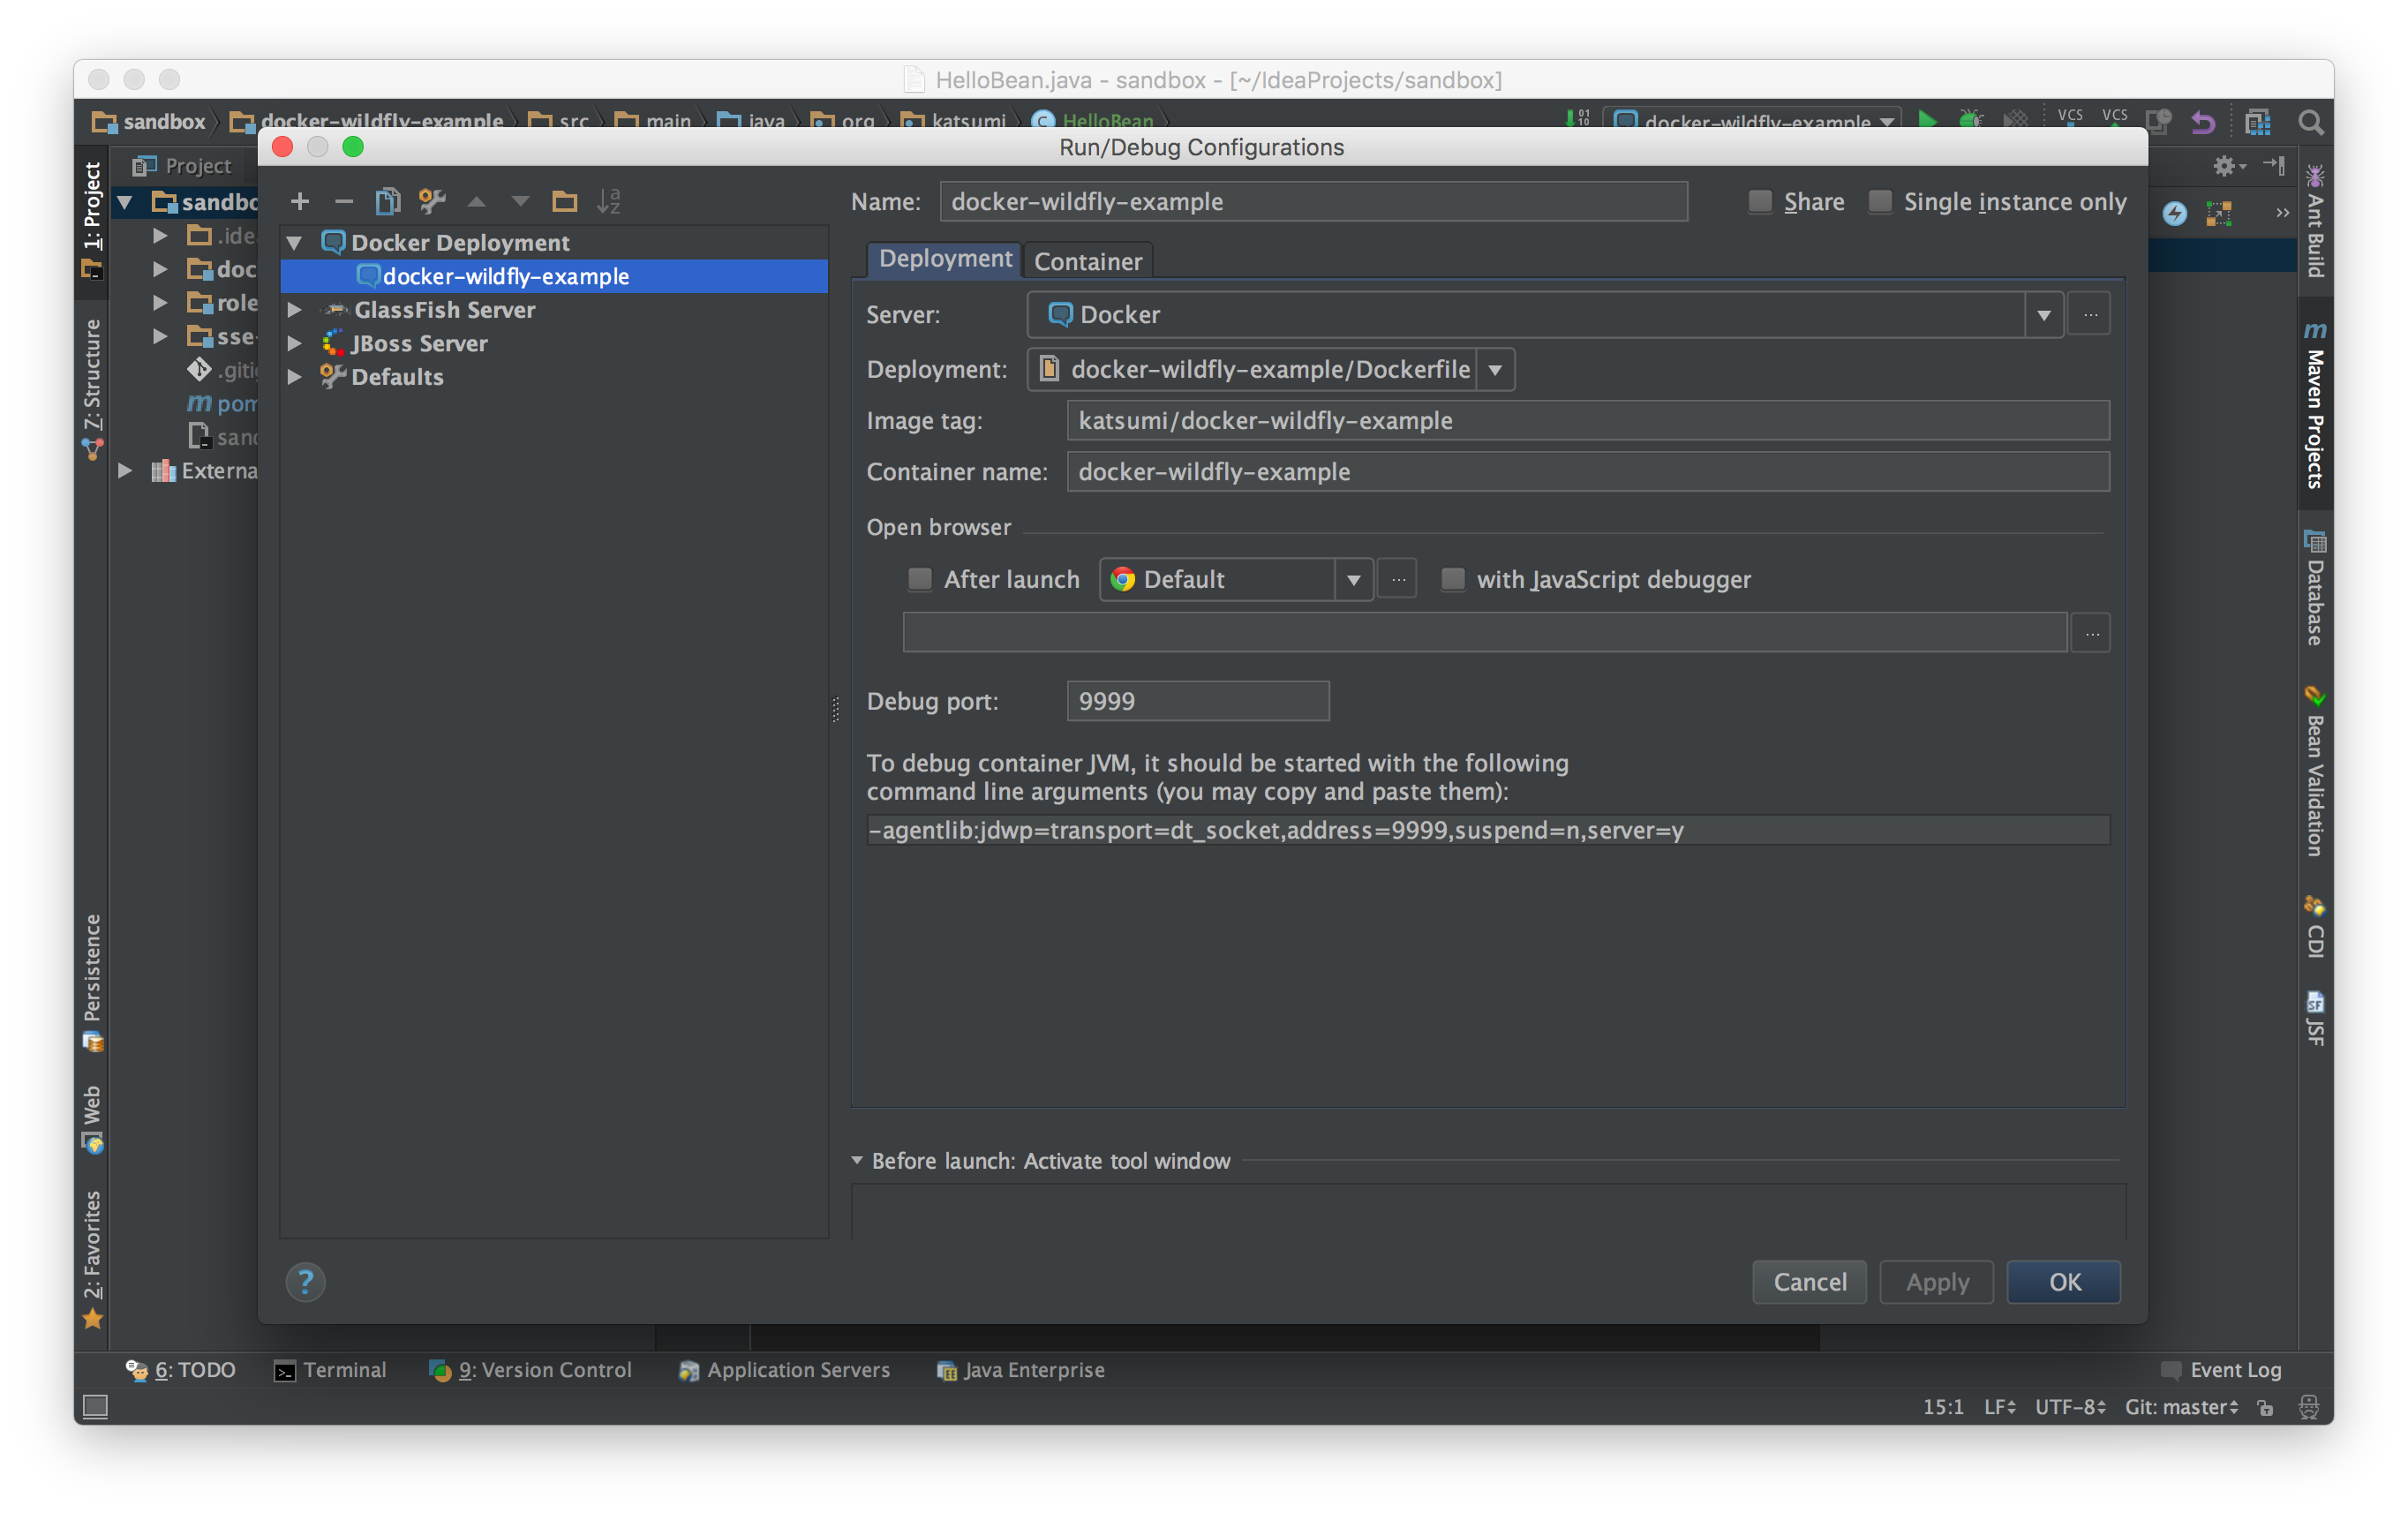 HelloBean.java - sandbox - [~/IdeaProjects/sandbox]
sandbox docker-wildfly-example src main java org katsumi HelloBean docker-wildfly-example VCS VCS
Run/Debug Configurations
Project
1: Project
Z: Structure
Persistence
Web
2: Favorites
sandbo
.ide
doc
role
sse-
.giti
pom
sand
Externa
Docker Deployment
docker-wildfly-example
GlassFish Server
JBoss Server
Defaults
Name: docker-wildfly-example Share Single instance only
Deployment Container
Server: Docker
Deployment: docker-wildfly-example/Dockerfile
Image tag: katsumi/docker-wildfly-example
Container name: docker-wildfly-example
Open browser
After launch Default with JavaScript debugger
Debug port: 9999
To debug container JVM, it should be started with the following
command line arguments (you may copy and paste them):
-agentlib:jdwp=transport=dt_socket,address=9999,suspend=n,server=y
Before launch: Activate tool window
? Cancel Apply OK
Ant Build
Maven Projects
Database
Bean Validation
CDI
JSF
6: TODO Terminal 9: Version Control Application Servers Java Enterprise Event Log
15:1 LF UTF-8 Git: master